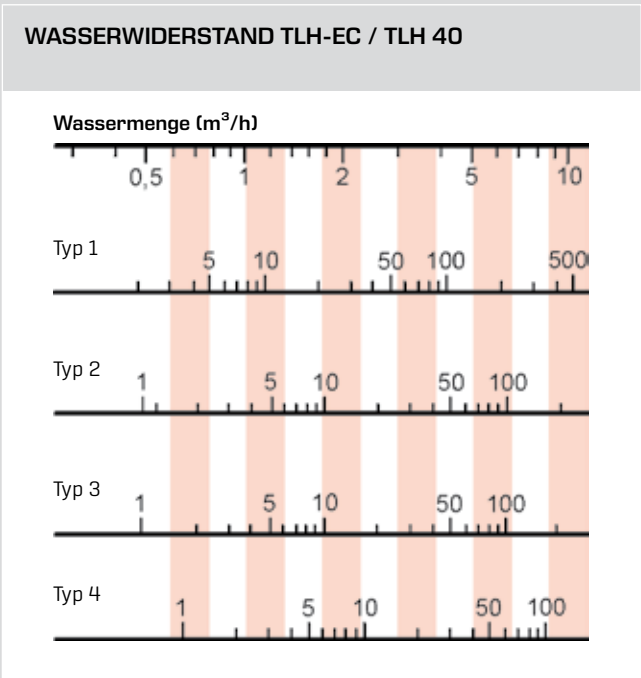 WASSERWIDERSTAND TLH-EC / TLH 40
Wassermenge (m³/h)
0,5 1 2 5 10
Typ 1 5 10 50 100 500
Typ 2 1 5 10 50 100
Typ 3 1 5 10 50 100
Typ 4 1 5 10 50 100